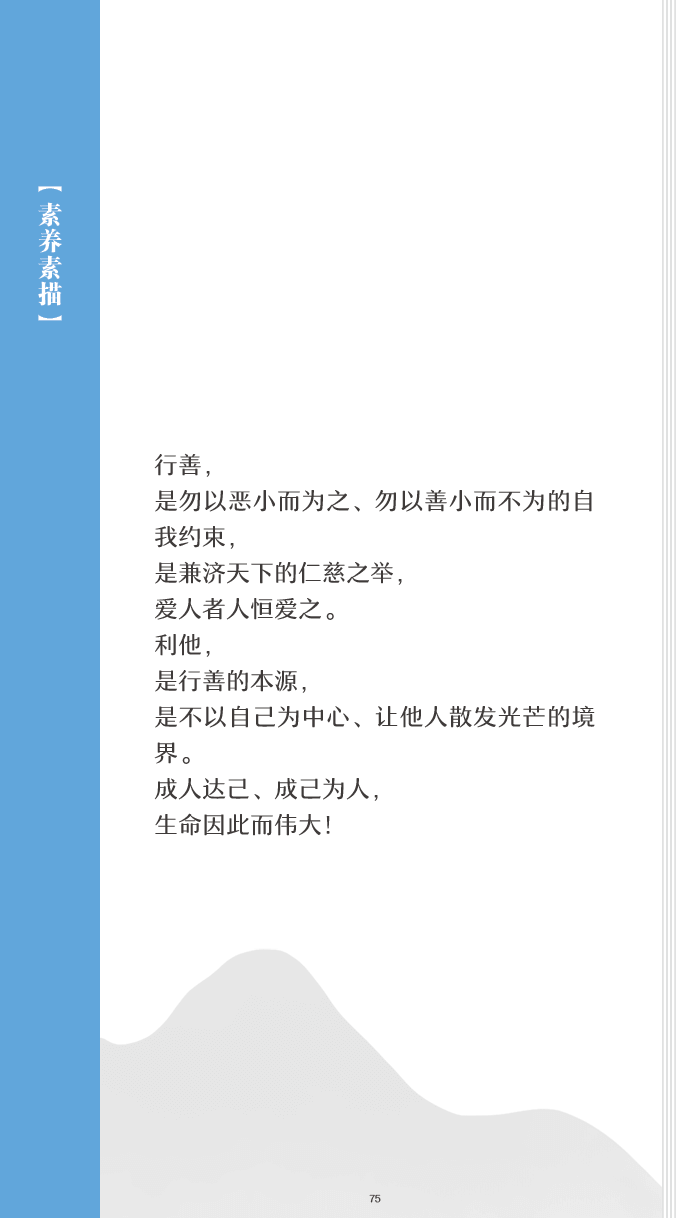 【素养素描】
行善，
是勿以恶小而为之、勿以善小而不为的自
我约束，
是兼济天下的仁慈之举，
爱人者人恒爱之。
利他，
是行善的本源，
是不以自己为中心、让他人散发光芒的境
界。
成人达己、成己为人，
生命因此而伟大！
75